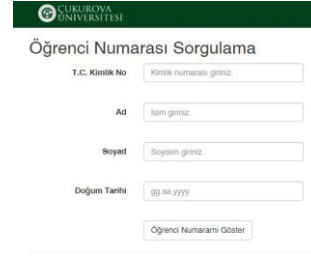 ÇUKUROVA
ÜNİVERSİTESİ
Öğrenci Numarası Sorgulama
T.C. Kimlik No
Kimlik numarası giriniz.
Ad
İsim giriniz.
Soyad
Soyisim giriniz.
Doğum Tarihi
gg.aa.yyyy
Öğrenci Numaramı Göster